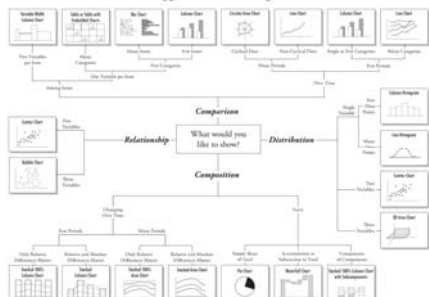 Variable Width
Column Chart
Table or Table with
Embedded Charts
Bar Chart
Column Chart
Circular Area Chart
Line Chart
Column Chart
Line Chart
Two Variables
per Item
Many
Categories
Many Items
Few Items
Cyclical Data
Non-Cyclical Data
Single or Few Categories
Many Categories
Few Categories
Many Periods
Few Periods
One Variable per Item
Among Items
Over Time
Comparison
What would you
like to show?
Relationship
Distribution
Composition
Scatter Chart
Two
Variables
Bubble Chart
Three
Variables
Single
Variable
Few
Data
Points
Column Histogram
Many
Data
Points
Line Histogram
Two
Variables
Scatter Chart
Three
Variables
3D Area Chart
Changing
Over Time
Static
Few Periods
Many Periods
Only Relative
Differences Matter
Relative and Absolute
Differences Matter
Only Relative
Differences Matter
Relative and Absolute
Differences Matter
Simple Share
of Total
Accumulation or
Subtraction to Total
Components
of Components
Stacked 100%
Column Chart
Stacked
Column Chart
Stacked 100%
Area Chart
Stacked Area Chart
Pie Chart
Waterfall Chart
Stacked 100% Column Chart
with Subcomponents